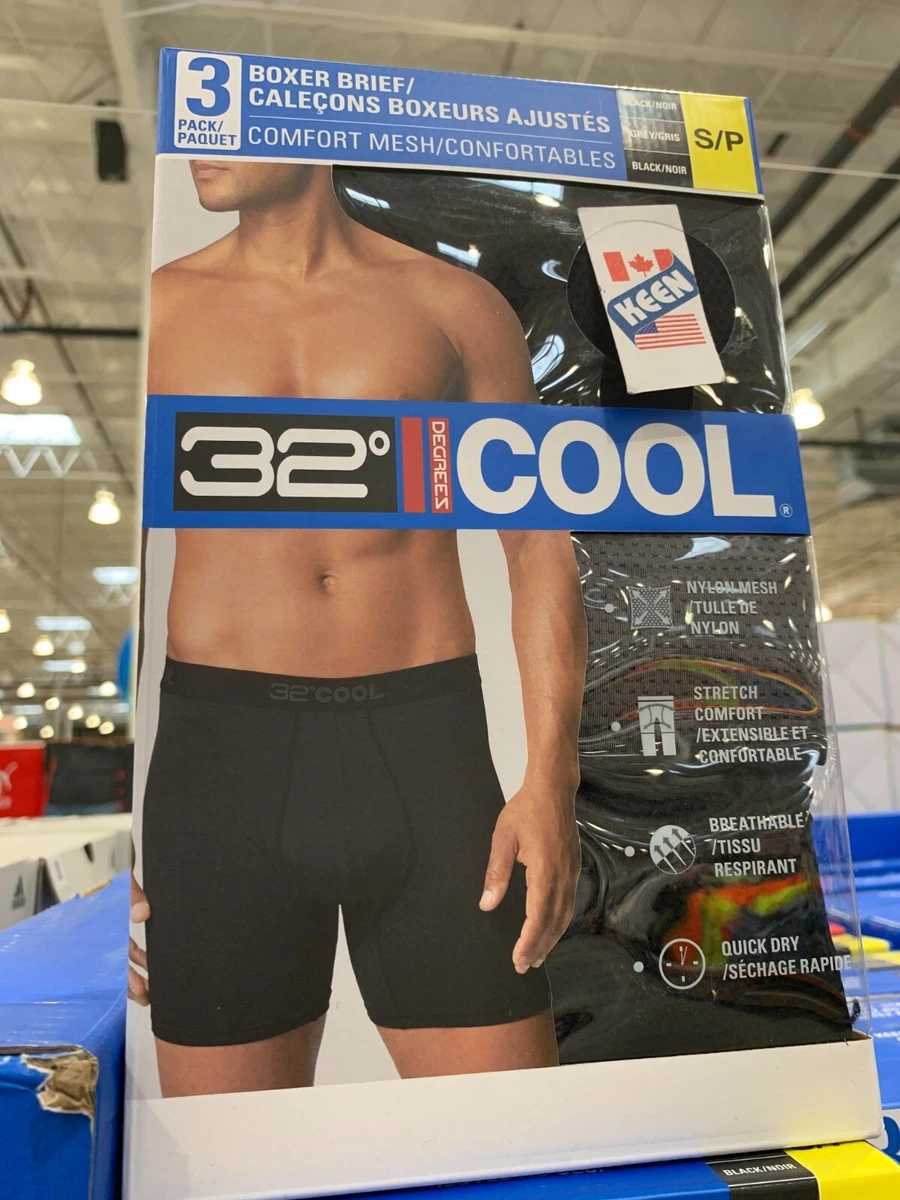 3
PACK/
PAQUET
BOXER BRIEF/
CALEÇONS BOXEURS AJUSTÉS
COMFORT MESH/CONFORTABLES
BLACK/NOIR
GREY/GRIS
BLACK/NOIR
S/P
KEEN
32°
DEGREES
COOL®
32°COOL
NYLON MESH
/TULLE DE
NYLON
STRETCH
COMFORT
/EXTENSIBLE ET
CONFORTABLE
BREATHABLE
/TISSU
RESPIRANT
QUICK DRY
/SÉCHAGE RAPIDE
BLACK/NOIR